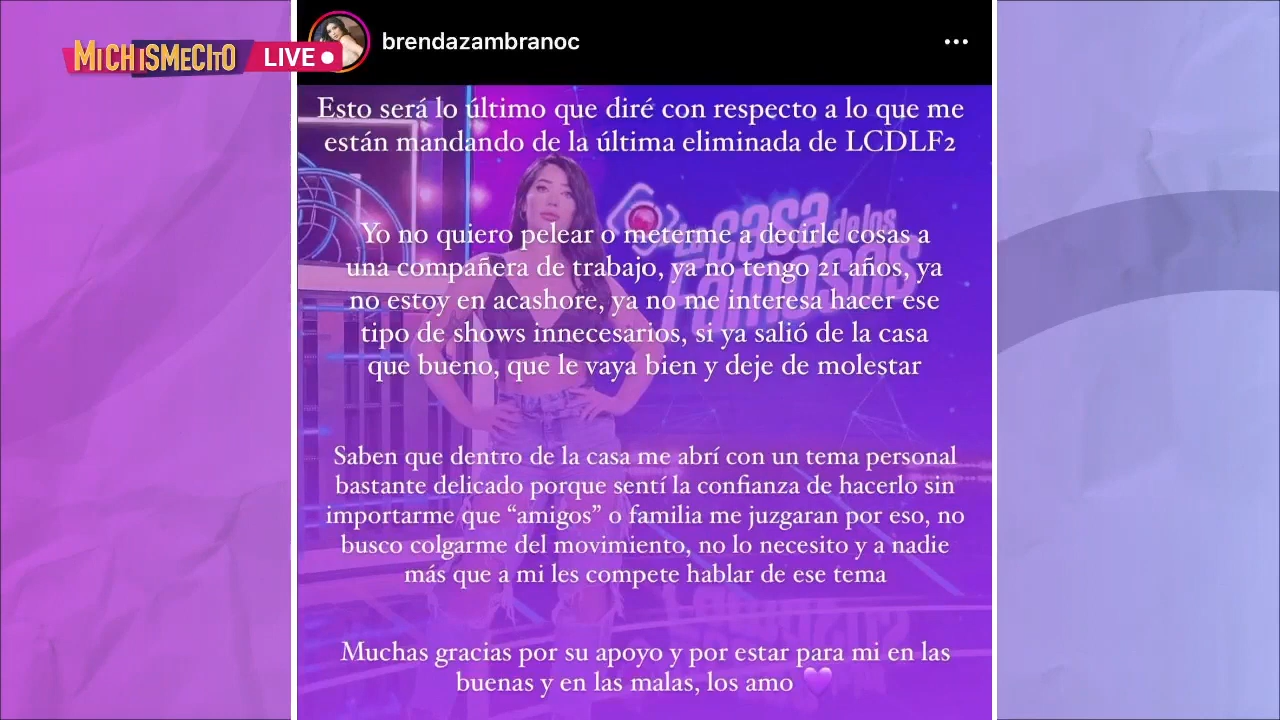 MICHISMECITO
LIVE
brendazambranoc
Esto será lo último que diré con respecto a lo que me
están mandando de la última eliminada de LCDLF2
Yo no quiero pelear o meterme a decirle cosas a
una compañera de trabajo, ya no tengo 21 años, ya
no estoy en acashore, ya no me interesa hacer ese
tipo de shows innecesarios, si ya salió de la casa
que bueno, que le vaya bien y deje de molestar
Saben que dentro de la casa me abrí con un tema personal
bastante delicado porque sentí la confianza de hacerlo sin
importarme que “amigos” o familia me juzgaran por eso, no
busco colgarme del movimiento, no lo necesito y a nadie
más que a mi les compete hablar de ese tema
Muchas gracias por su apoyo y por estar para mi en las
buenas y en las malas, los amo 💜
La casa de los
Famosos